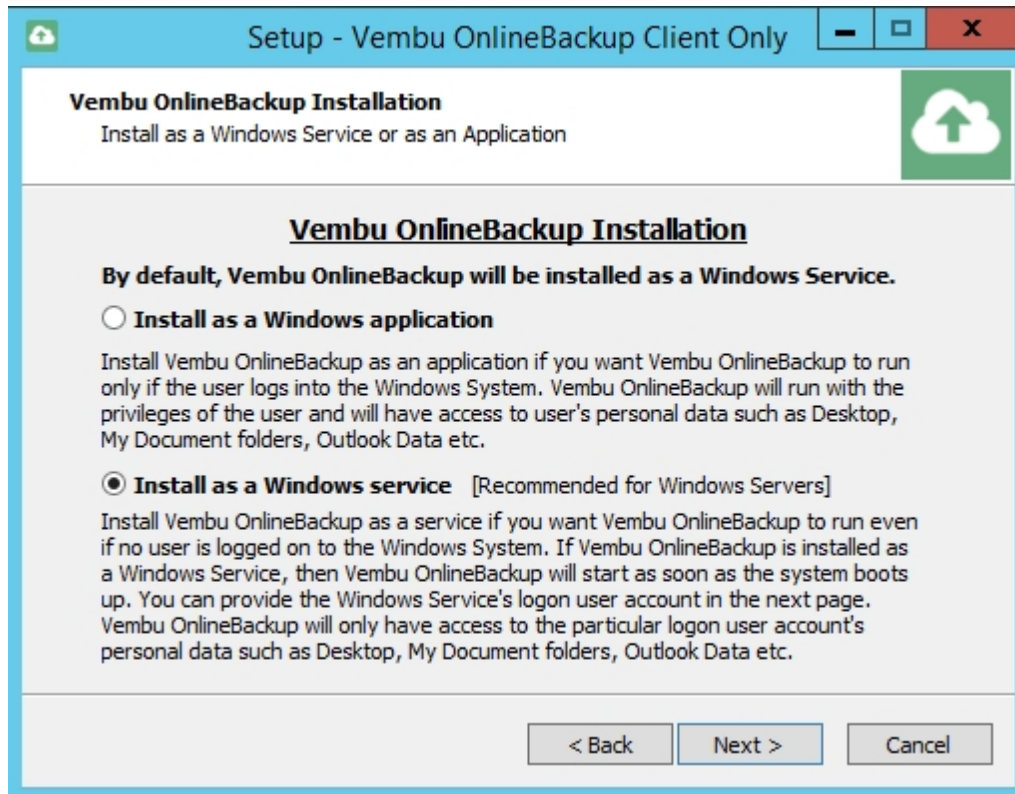 Setup - Vembu OnlineBackup Client Only
Vembu OnlineBackup Installation
Install as a Windows Service or as an Application
Vembu OnlineBackup Installation
By default, Vembu OnlineBackup will be installed as a Windows Service.
Install as a Windows application
Install Vembu OnlineBackup as an application if you want Vembu OnlineBackup to run
only if the user logs into the Windows System. Vembu OnlineBackup will run with the
privileges of the user and will have access to user's personal data such as Desktop,
My Document folders, Outlook Data etc.
Install as a Windows service [Recommended for Windows Servers]
Install Vembu OnlineBackup as a service if you want Vembu OnlineBackup to run even
if no user is logged on to the Windows System. If Vembu OnlineBackup is installed as
a Windows Service, then Vembu OnlineBackup will start as soon as the system boots
up. You can provide the Windows Service's logon user account in the next page.
Vembu OnlineBackup will only have access to the particular logon user account's
personal data such as Desktop, My Document folders, Outlook Data etc.
< Back Next > Cancel